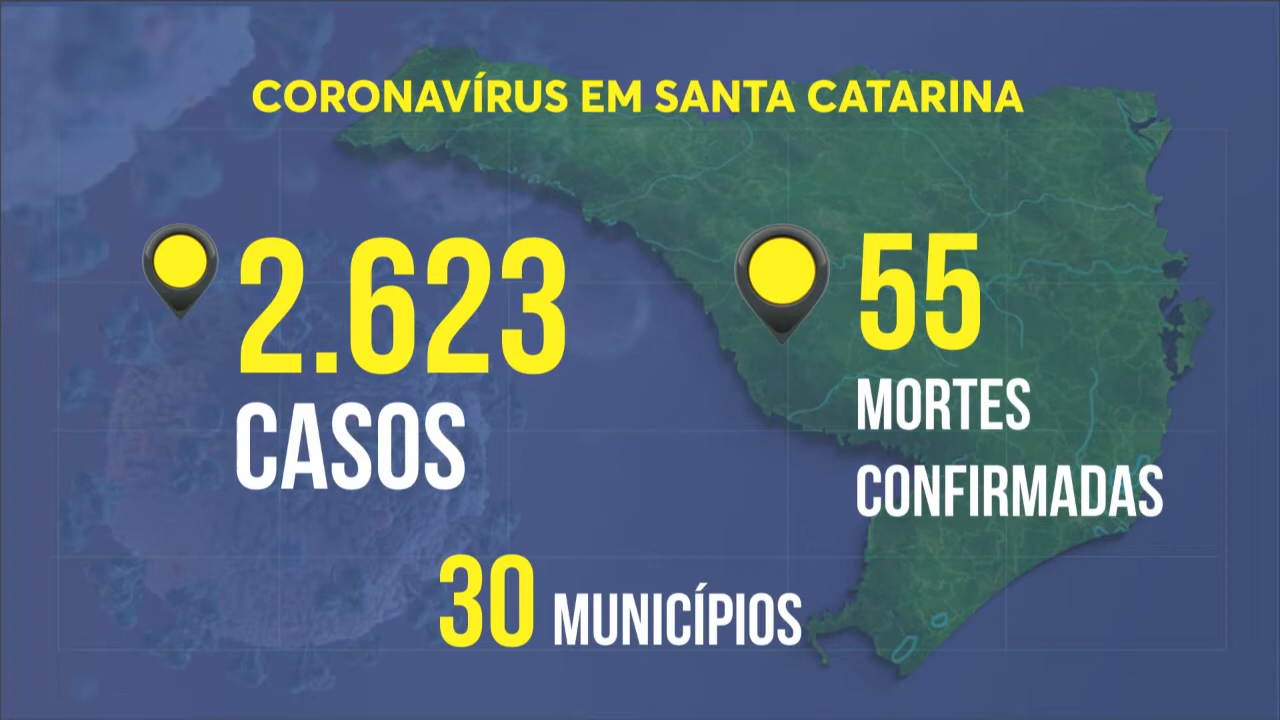 CORONAVÍRUS EM SANTA CATARINA
2.623
CASOS
55
MORTES
CONFIRMADAS
30 MUNICÍPIOS